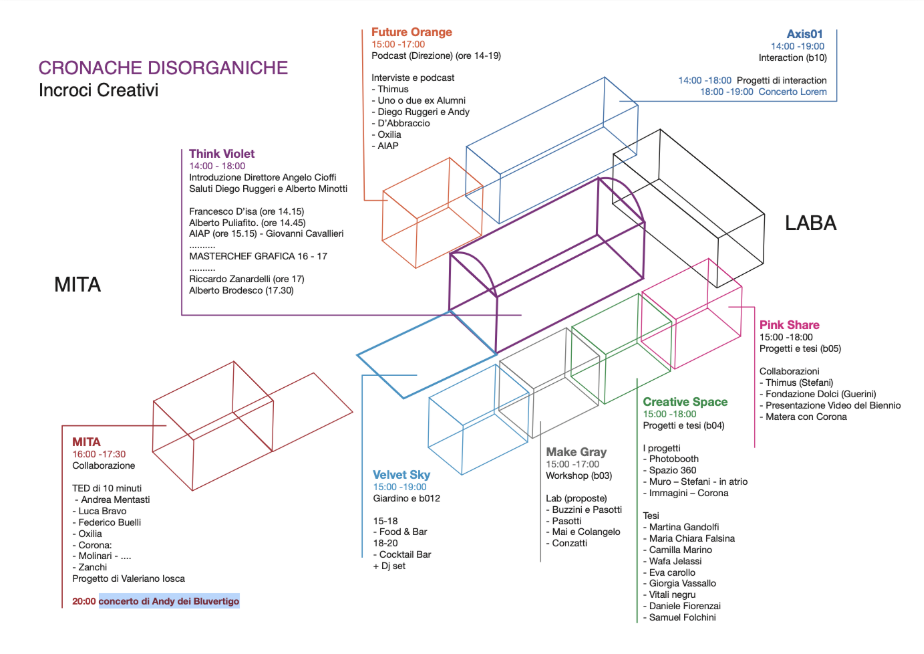 CRONACHE DISORGANICHE
Incroci Creativi
Future Orange
15:00 -17:00
Podcast (Direzione) (ore 14-19)
Interviste e podcast
- Thimus
- Uno o due ex Alumni
- Diego Ruggeri e Andy
- D'Abbraccio
- Oxilia
- AIAP
Axis01
14:00 -19:00
Interaction (b10)
14:00 -18:00 Progetti di interaction
18:00 -19:00 Concerto Lorem
Think Violet
14:00 - 18:00
Introduzione Direttore Angelo Cioffi
Saluti Diego Ruggeri e Alberto Minotti
Francesco D'isa (ore 14.15)
Alberto Puliafito. (ore 14.45)
AIAP (ore 15.15) - Giovanni Cavallieri
..........
MASTERCHEF GRAFICA 16 - 17
..........
Riccardo Zanardelli (ore 17)
Alberto Brodesco (17.30)
LABA
MITA
Pink Share
15:00 -18:00
Progetti e tesi (b05)
Collaborazioni
- Thimus (Stefani)
- Fondazione Dolci (Guerini)
- Presentazione Video del Biennio
- Matera con Corona
Creative Space
15:00 -18:00
Progetti e tesi (b04)
I progetti
- Photobooth
- Spazio 360
- Muro – Stefani - in atrio
- Immagini – Corona
Tesi
- Martina Gandolfi
- Maria Chiara Falsina
- Camilla Marino
- Wafa Jelassi
- Eva carollo
- Giorgia Vassallo
- Vitali negru
- Daniele Fiorenzai
- Samuel Folchini
Make Gray
15:00 -17:00
Workshop (b03)
Lab (proposte)
- Buzzini e Pasotti
- Pasotti
- Mai e Colangelo
- Conzatti
Velvet Sky
15:00 -19:00
Giardino e b012
15-18
- Food & Bar
18-20
- Cocktail Bar
+ Dj set
MITA
16:00 -17:30
Collaborazione
TED di 10 minuti
- Andrea Mentasti
- Luca Bravo
- Federico Buelli
- Oxilia
- Corona:
- Molinari - ....
- Zanchi
Progetto di Valeriano Iosca
20:00 concerto di Andy dei Bluvertigo